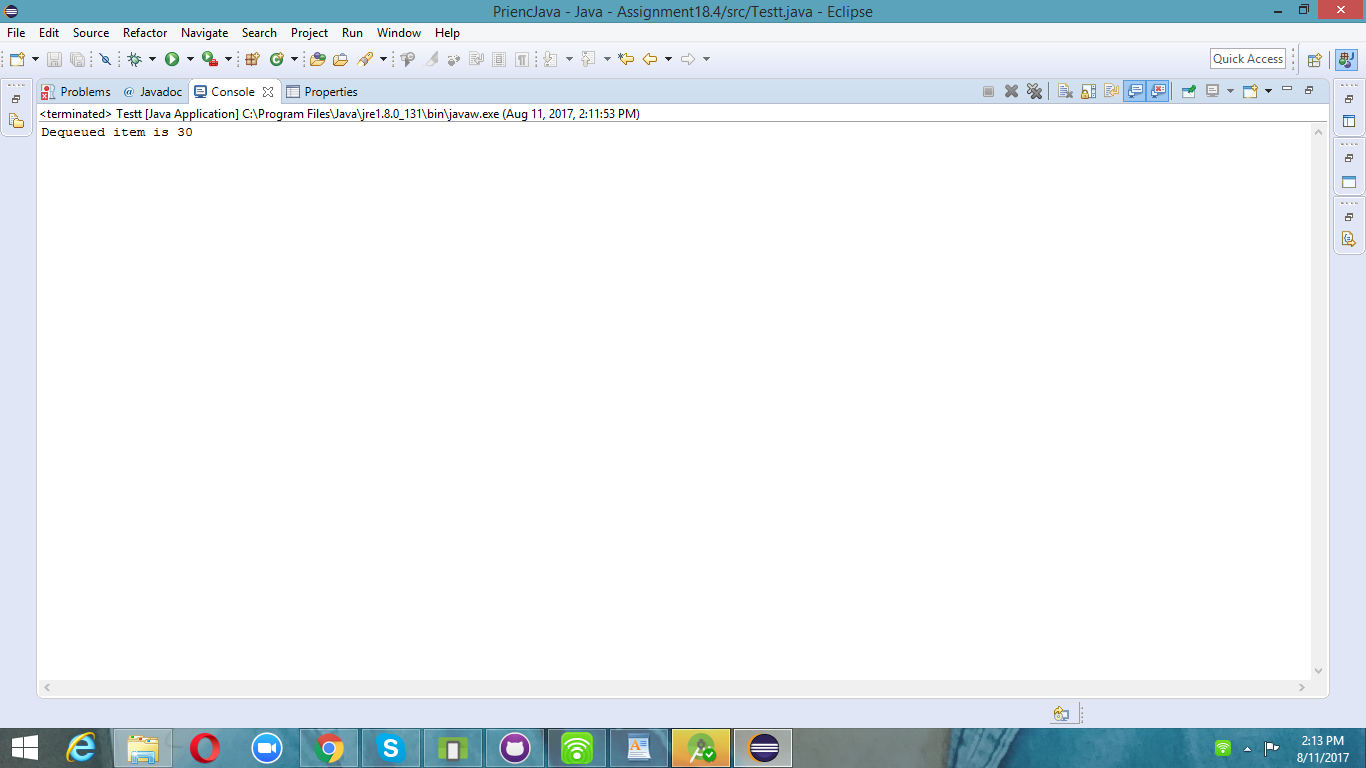 PriencJava - Java - Assignment18.4/src/Testt.java - Eclipse
File Edit Source Refactor Navigate Search Project Run Window Help
Quick Access
Problems @ Javadoc Console Properties
<terminated> Testt [Java Application] C:\Program Files\Java\jre1.8.0_131\bin\javaw.exe (Aug 11, 2017, 2:11:53 PM)
Dequeued item is 30
2:13 PM
8/11/2017